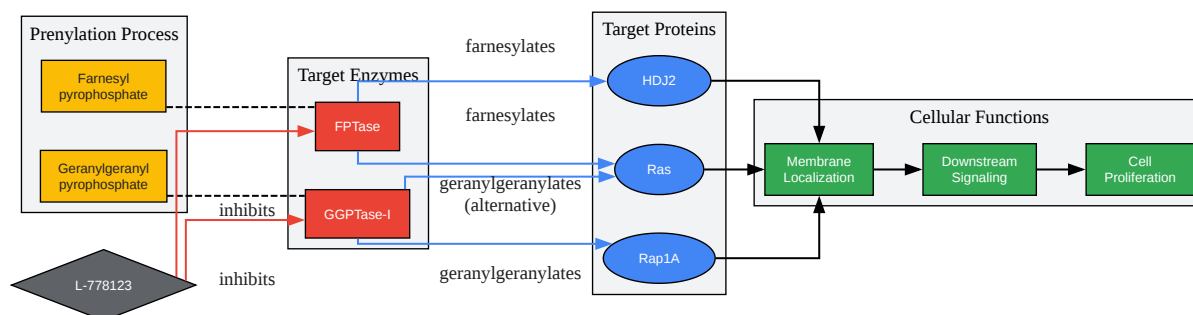 Prenylation Process
Farnesyl
pyrophosphate
Geranylgeranyl
pyrophosphate
L-778123
inhibits
inhibits
Target Enzymes
FPTase
GGPTase-I
farnesylates
farnesylates
geranylgeranylates
(alternative)
geranylgeranylates
Target Proteins
HDJ2
Ras
Rap1A
Cellular Functions
Membrane
Localization
Downstream
Signaling
Cell
Proliferation